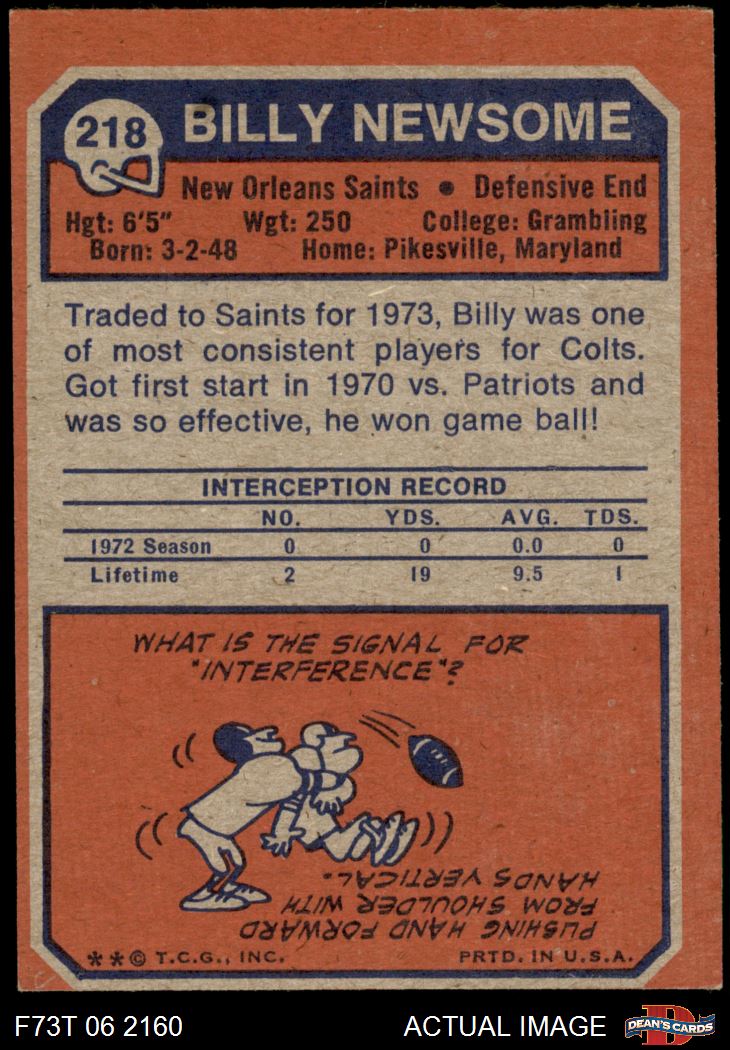 218
BILLY NEWSOME
New Orleans Saints • Defensive End
Hgt: 6'5" Wgt: 250 College: Grambling
Born: 3-2-48 Home: Pikesville, Maryland
Traded to Saints for 1973, Billy was one
of most consistent players for Colts.
Got first start in 1970 vs. Patriots and
was so effective, he won game ball!
INTERCEPTION RECORD
NO. YDS. AVG. TDS.
1972 Season 0 0 0.0 0
Lifetime 2 19 9.5 1
WHAT IS THE SIGNAL FOR
"INTERFERENCE"?
PUSHING HAND FORWARD
FROM SHOULDER WITH
HANDS VERTICAL.
**© T.C.G., INC. PRTD. IN U.S.A.
F73T 06 2160 ACTUAL IMAGE
D
DEAN'S CARDS